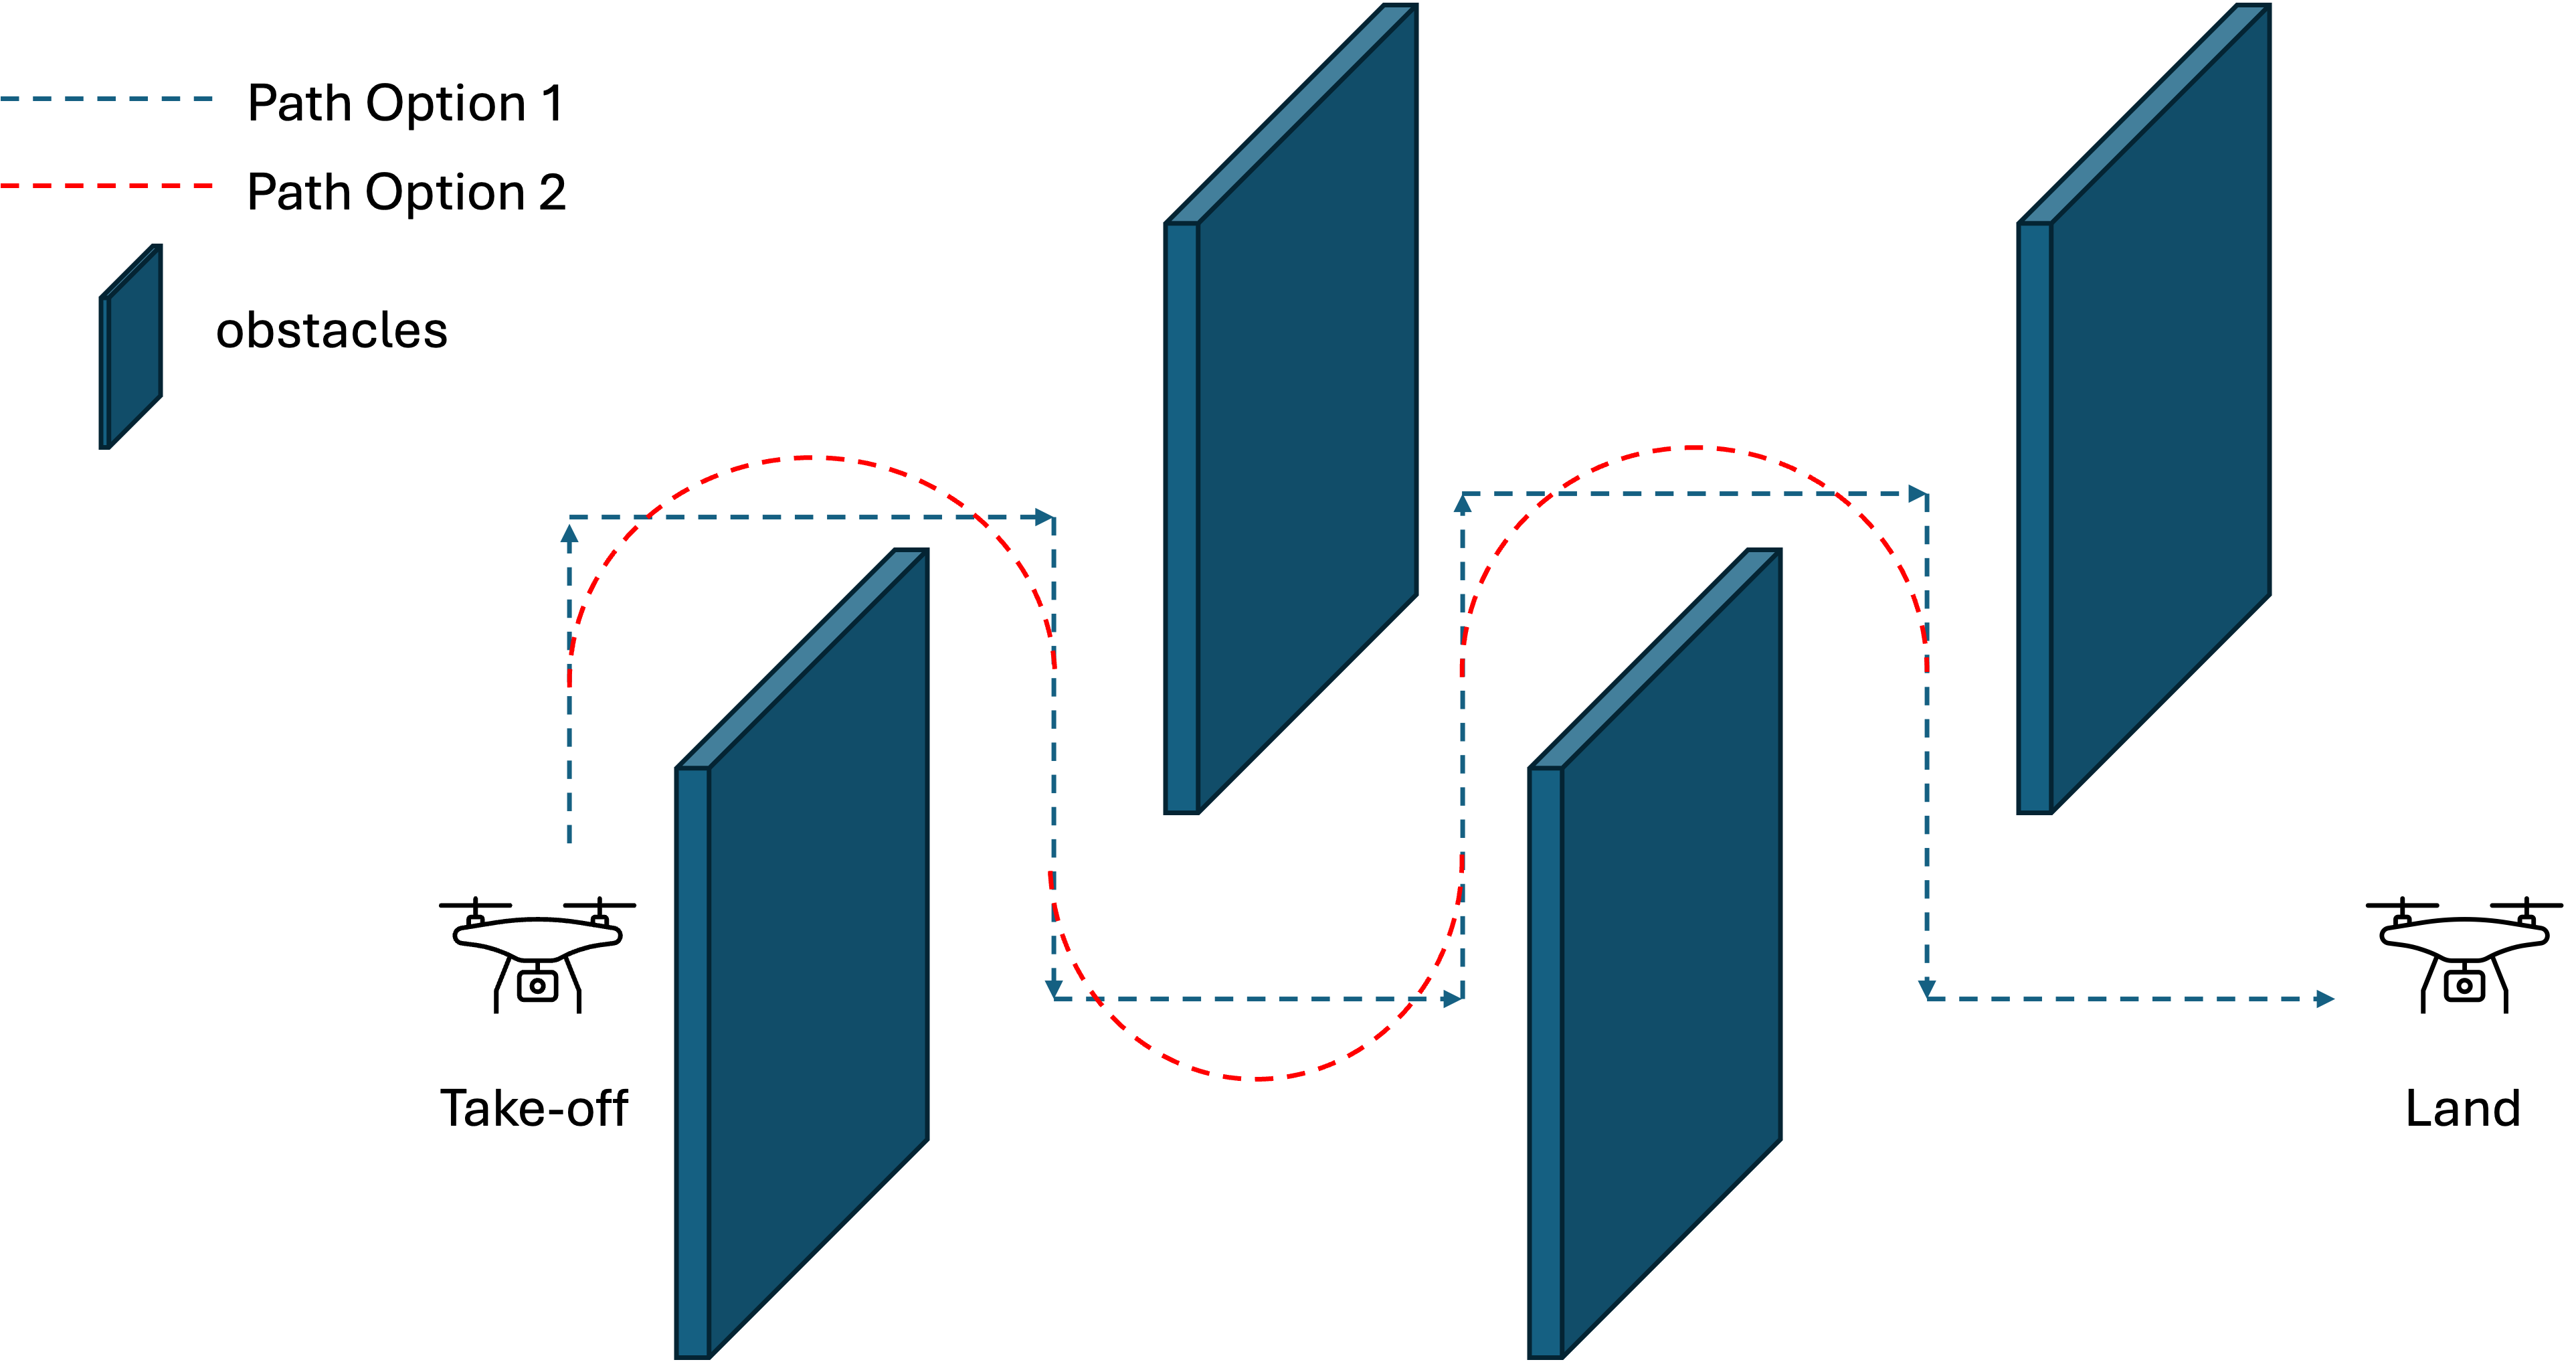 Path Option 1
Path Option 2
obstacles
Take-off
Land